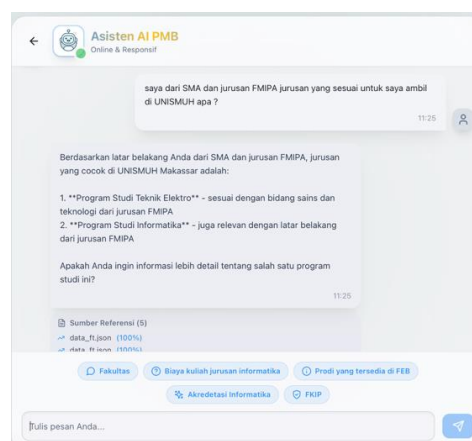 Asisten AI PMB
Online & Responsif
saya dari SMA dan jurusan FMIPA jurusan yang sesuai untuk saya ambil
di UNISMUH apa ?
11:25
Berdasarkan latar belakang Anda dari SMA dan jurusan FMIPA, jurusan
yang cocok di UNISMUH Makassar adalah:
1. **Program Studi Teknik Elektro** - sesuai dengan bidang sains dan
teknologi dari jurusan FMIPA
2. **Program Studi Informatika** - juga relevan dengan latar belakang
dari jurusan FMIPA
Apakah Anda ingin informasi lebih detail tentang salah satu program
studi ini?
11:25
Sumber Referensi (5)
data_ft.json (100%)
data_ft.json (100%)
Fakultas Biaya kuliah jurusan informatika Prodi yang tersedia di FEB
Akredetasi Informatika FKIP
Tulis pesan Anda...